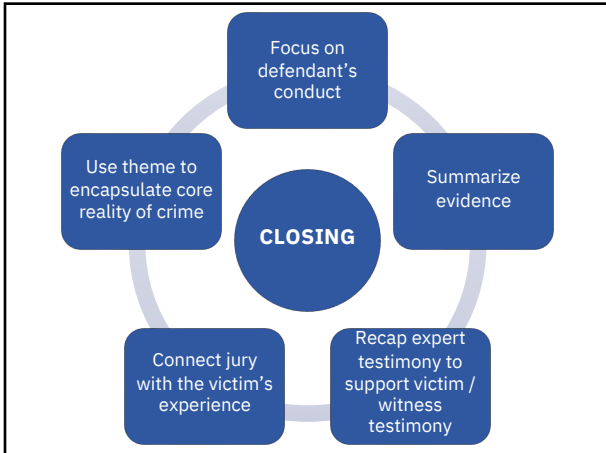 Focus on
defendant’s
conduct
Use theme to
encapsulate core
reality of crime
Summarize
evidence
CLOSING
Connect jury
with the victim’s
experience
Recap expert
testimony to
support victim /
witness
testimony